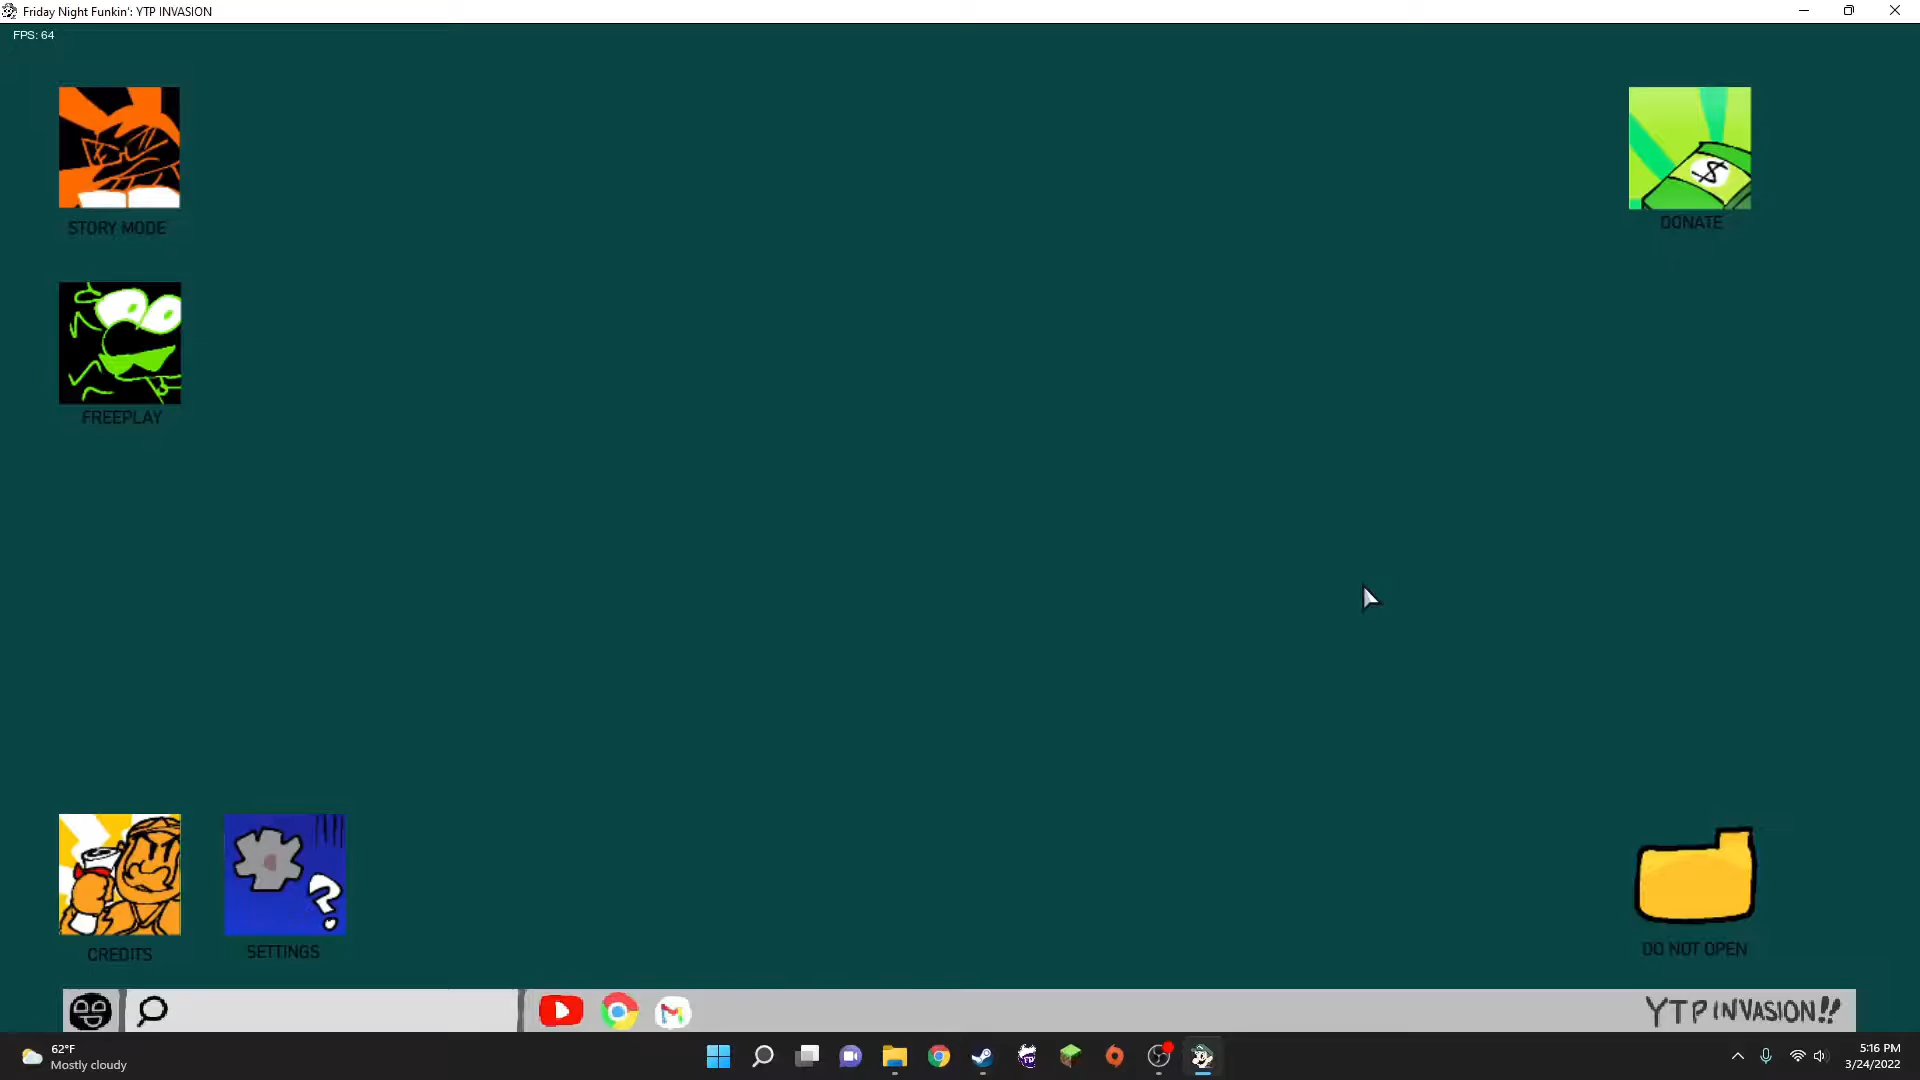 Friday Night Funkin': YTP INVASION
FPS: 64
STORY MODE
DONATE
FREEPLAY
CREDITS
SETTINGS
DO NOT OPEN
YTP INVASION!!
62°F
Mostly cloudy
5:16 PM
3/24/2022